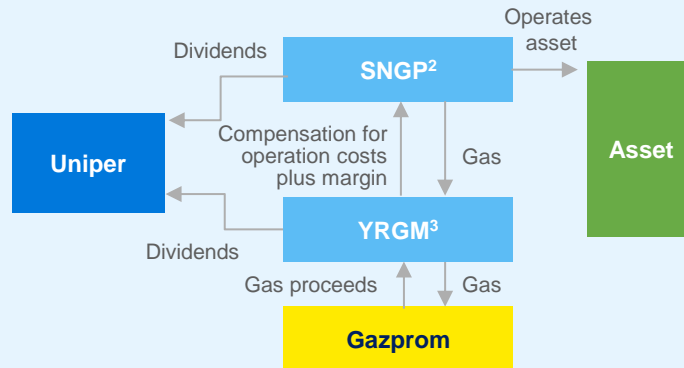 Operates
asset
Dividends
SNGP²
Compensation for
operation costs
plus margin
Gas
Uniper
Asset
YRGM³
Dividends
Gas proceeds
Gas
Gazprom